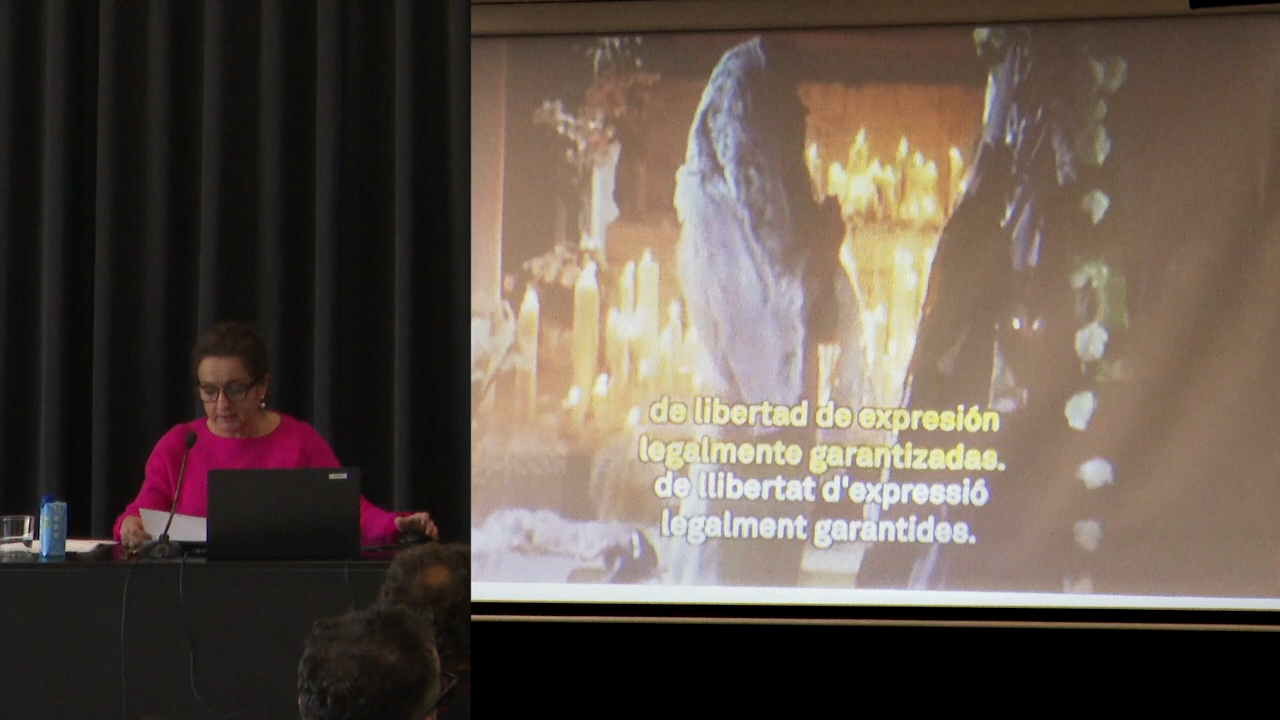 de libertad de expresión
legalmente garantizadas.
de llibertat d'expressió
legalment garantides.